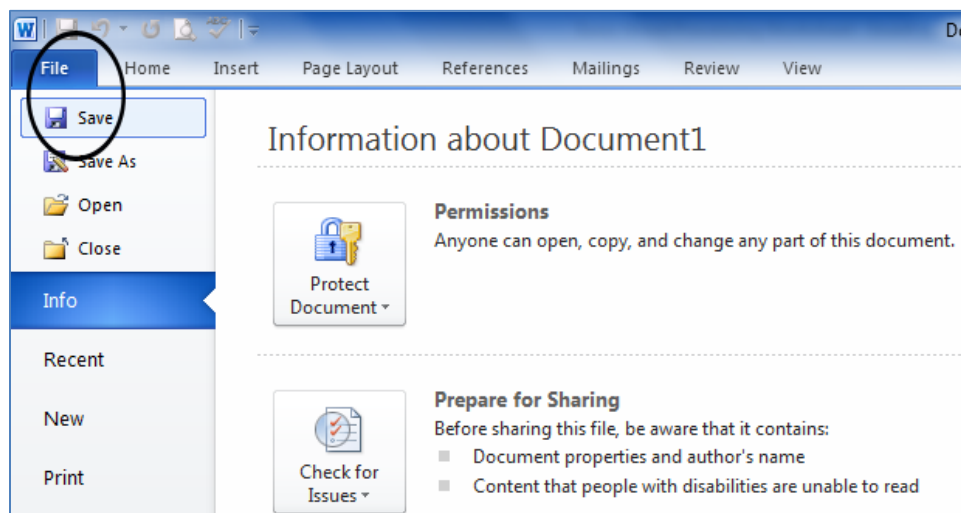 W
Do
File Home Insert Page Layout References Mailings Review View
Save
Save As
Open
Close
Info
Recent
New
Print
Information about Document1
Permissions
Anyone can open, copy, and change any part of this document.
Protect
Document
Prepare for Sharing
Before sharing this file, be aware that it contains:
Document properties and author's name
Content that people with disabilities are unable to read
Check for
Issues